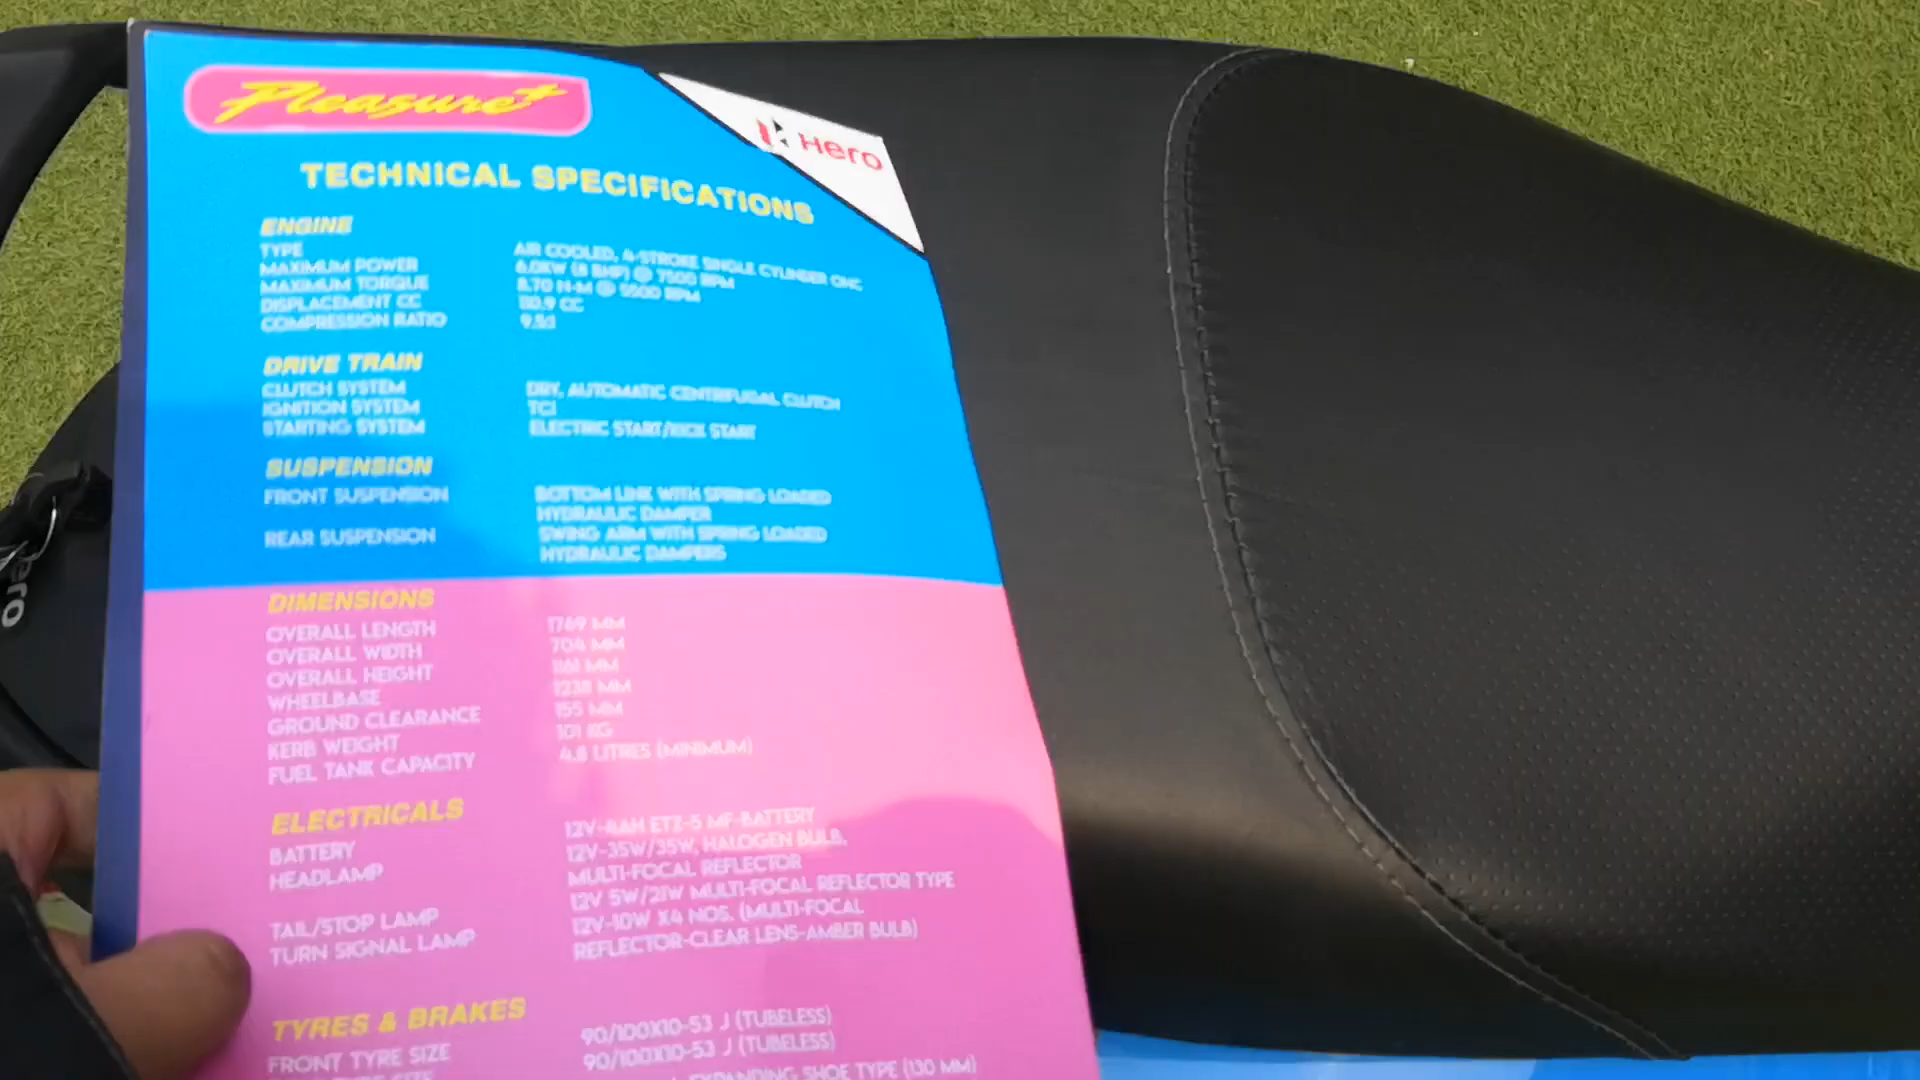 Pleasure+
Hero
TECHNICAL SPECIFICATIONS
ENGINE
TYPE AIR COOLED, 4-STROKE SINGLE CYLINDER OHC
MAXIMUM POWER 6.0KW (8 BHP) @ 7500 RPM
MAXIMUM TORQUE 8.70 N-M @ 5500 RPM
DISPLACEMENT CC 110.9 CC
COMPRESSION RATIO 9.5:1
DRIVE TRAIN
CLUTCH SYSTEM DRY, AUTOMATIC CENTRIFUGAL CLUTCH
IGNITION SYSTEM TCI
STARTING SYSTEM ELECTRIC START/KICK START
SUSPENSION
FRONT SUSPENSION BOTTOM LINK WITH SPRING LOADED
HYDRAULIC DAMPER
REAR SUSPENSION SWING ARM WITH SPRING LOADED
HYDRAULIC DAMPERS
DIMENSIONS
OVERALL LENGTH 1769 MM
OVERALL WIDTH 704 MM
OVERALL HEIGHT 1161 MM
WHEELBASE 1238 MM
GROUND CLEARANCE 155 MM
KERB WEIGHT 101 KG
FUEL TANK CAPACITY 4.8 LITRES (MINIMUM)
ELECTRICALS
BATTERY 12V-4AH ETZ-5 MF-BATTERY
HEADLAMP 12V-35W/35W, HALOGEN BULB,
MULTI-FOCAL REFLECTOR
TAIL/STOP LAMP 12V 5W/21W MULTI-FOCAL REFLECTOR TYPE
TURN SIGNAL LAMP 12V-10W X4 NOS. (MULTI-FOCAL
REFLECTOR-CLEAR LENS-AMBER BULB)
TYRES & BRAKES
FRONT TYRE SIZE 90/100X10-53 J (TUBELESS)
90/100X10-53 J (TUBELESS)
EXPANDING SHOE TYPE (130 MM)
ero